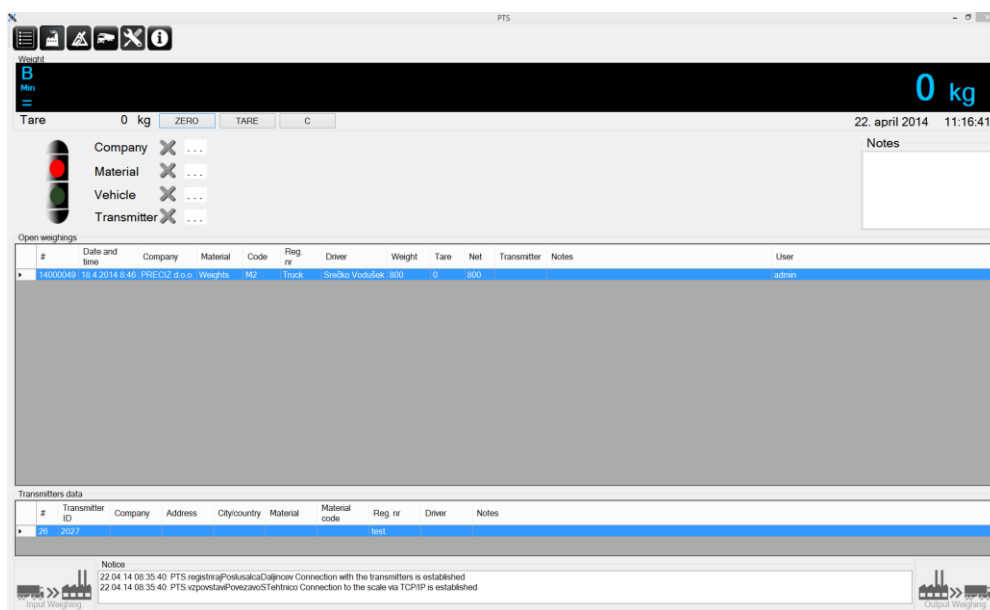 PTS
Weight
B
Min
=
0 kg
Tare 0 kg ZERO TARE C 22. april 2014 11:16:41
Company ... Notes
Material ...
Vehicle ...
Transmitter ...
Open weighings
# Date and time Company Material Code Reg. nr Driver Weight Tare Net Transmitter Notes User
14000049 18.4.2014 8:46 PRECIZ d.o.o. Weights M2 Truck Srečko Vodušek 800 0 800 admin
Transmitters data
# Transmitter ID Company Address City/country Material Material code Reg. nr Driver Notes
26 2027 test
Notice
22.04.14 08:35:40: PTS.registrirajPoslusalcaDaljincev Connection with the transmitters is established
22.04.14 08:35:40: PTS.vzpovstaviPovezavoSTehtnico Connection to the scale via TCP/IP is established
Input Weighing Output Weighing